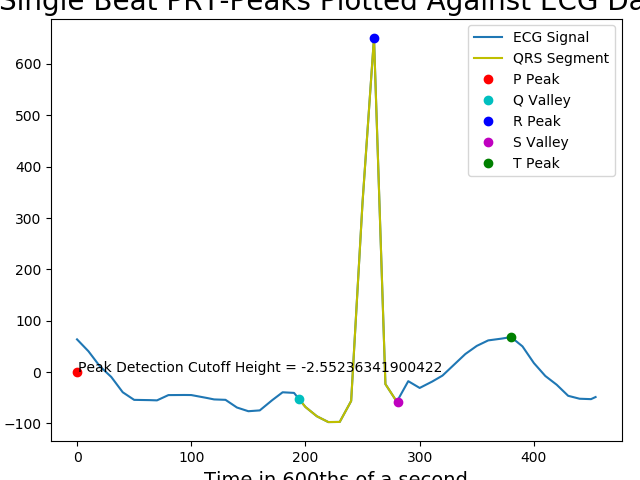 Single Beat PRT-Peaks Plotted Against ECG Da
ECG Signal
QRS Segment
P Peak
Q Valley
R Peak
S Valley
T Peak
600
500
400
300
200
100
0
−100
Peak Detection Cutoff Height = -2.55236341900422
0 100 200 300 400
Time in 600ths of a second